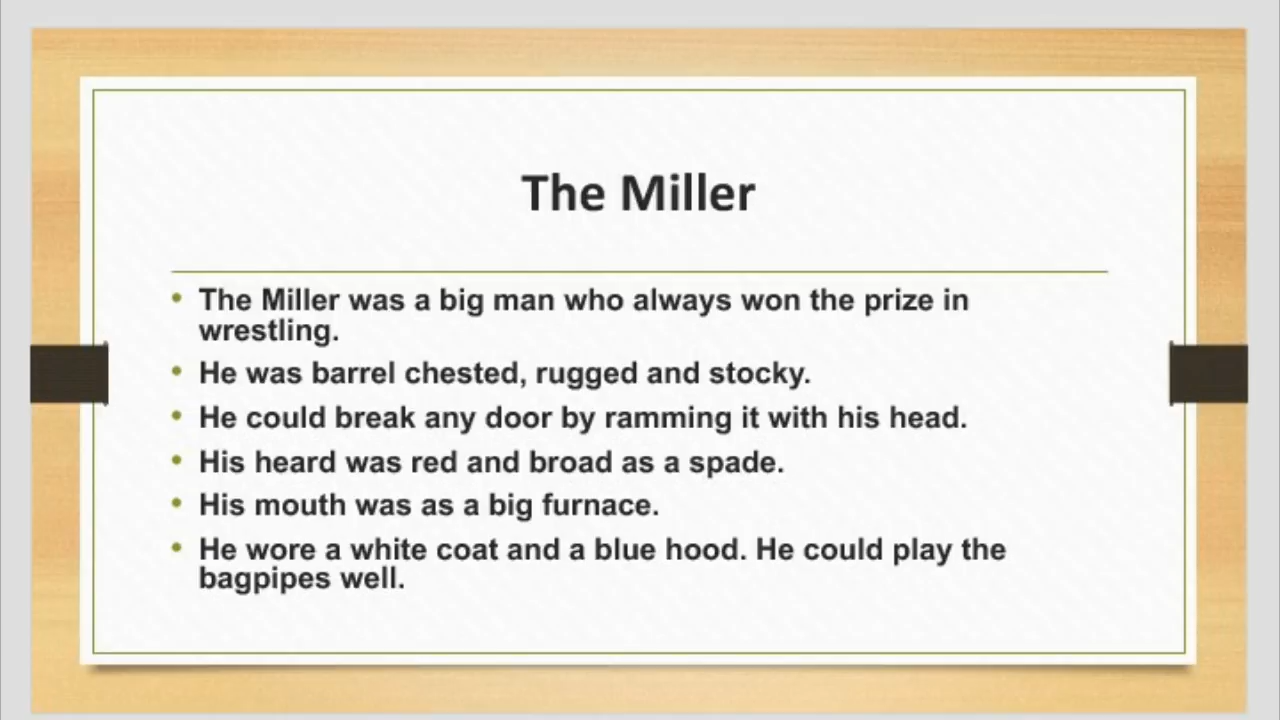 The Miller
• The Miller was a big man who always won the prize in
wrestling.
• He was barrel chested, rugged and stocky.
• He could break any door by ramming it with his head.
• His heard was red and broad as a spade.
• His mouth was as a big furnace.
• He wore a white coat and a blue hood. He could play the
bagpipes well.